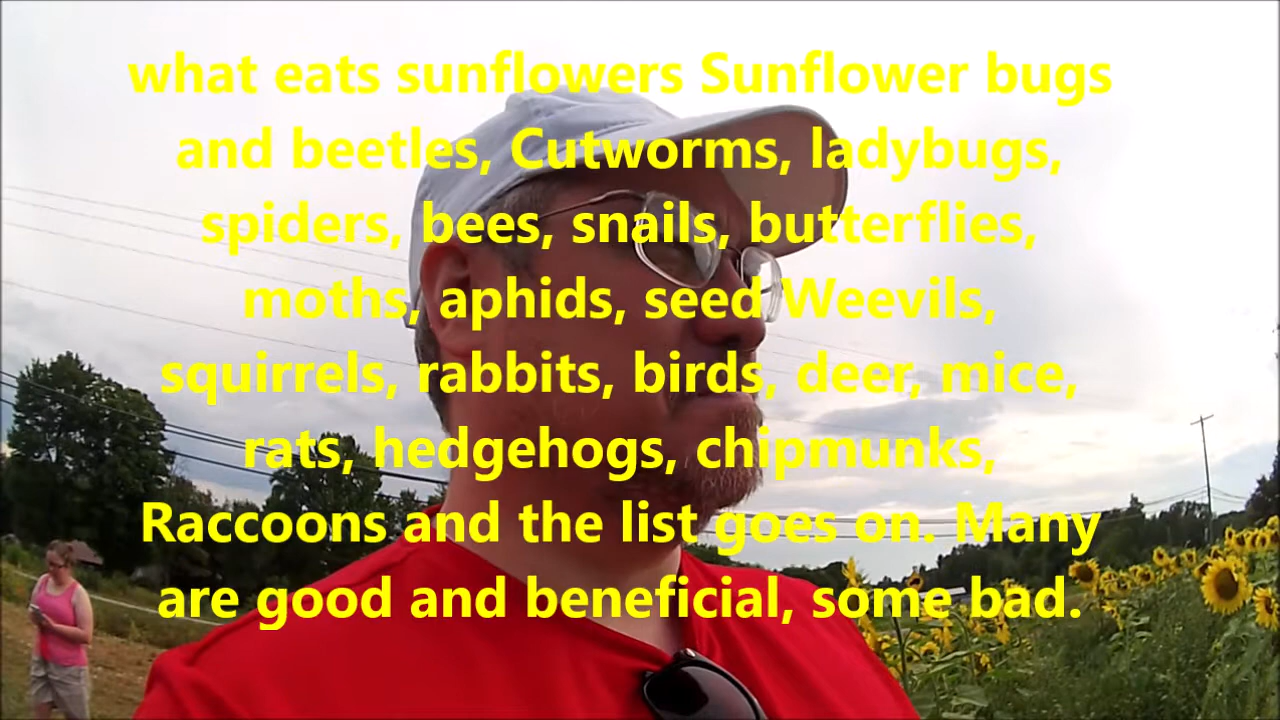 what eats sunflowers Sunflower bugs
and beetles, Cutworms, ladybugs,
spiders, bees, snails, butterflies,
moths, aphids, seed Weevils,
squirrels, rabbits, birds, deer, mice,
rats, hedgehogs, chipmunks,
Raccoons and the list goes on. Many
are good and beneficial, some bad.